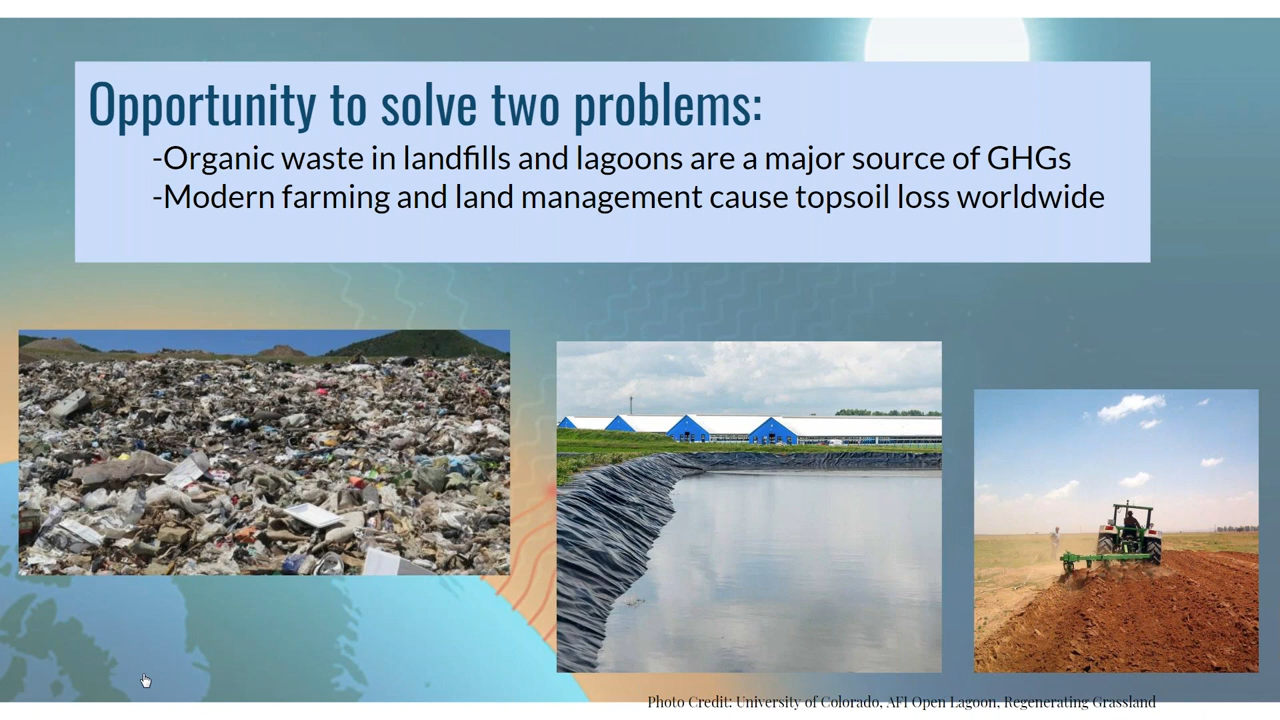 Opportunity to solve two problems:
-Organic waste in landfills and lagoons are a major source of GHGs
-Modern farming and land management cause topsoil loss worldwide
Photo Credit: University of Colorado, AFI Open Lagoon, Regenerating Grassland